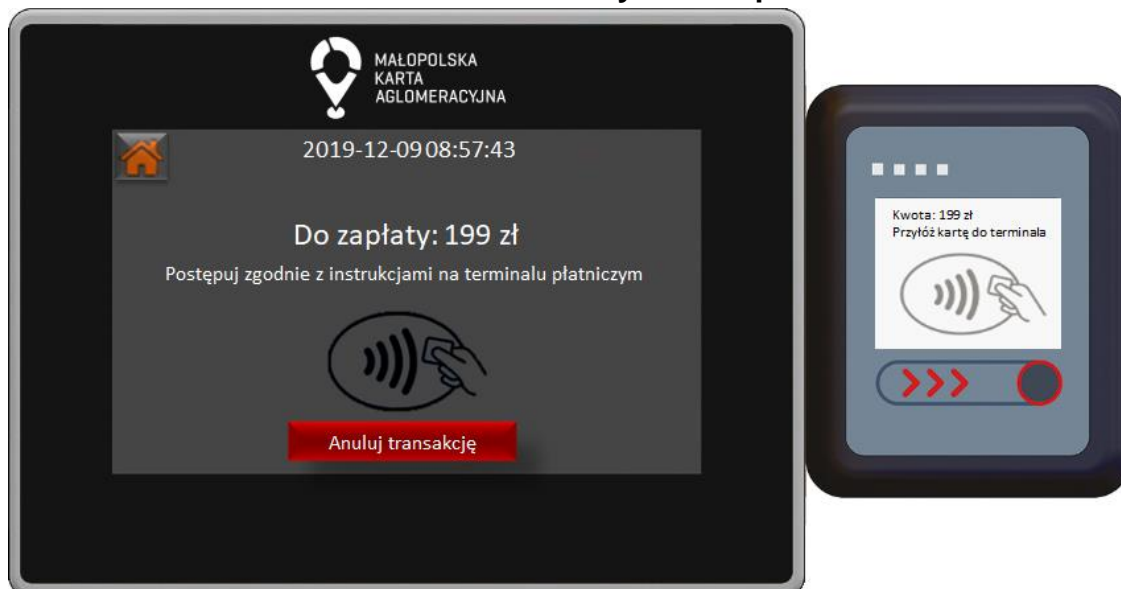 MAŁOPOLSKA
KARTA
AGLOMERACYJNA
2019-12-09 08:57:43
Do zapłaty: 199 zł
Postępuj zgodnie z instrukcjami na terminalu płatniczym
Anuluj transakcję
Kwota: 199 zł
Przyłóż kartę do terminala